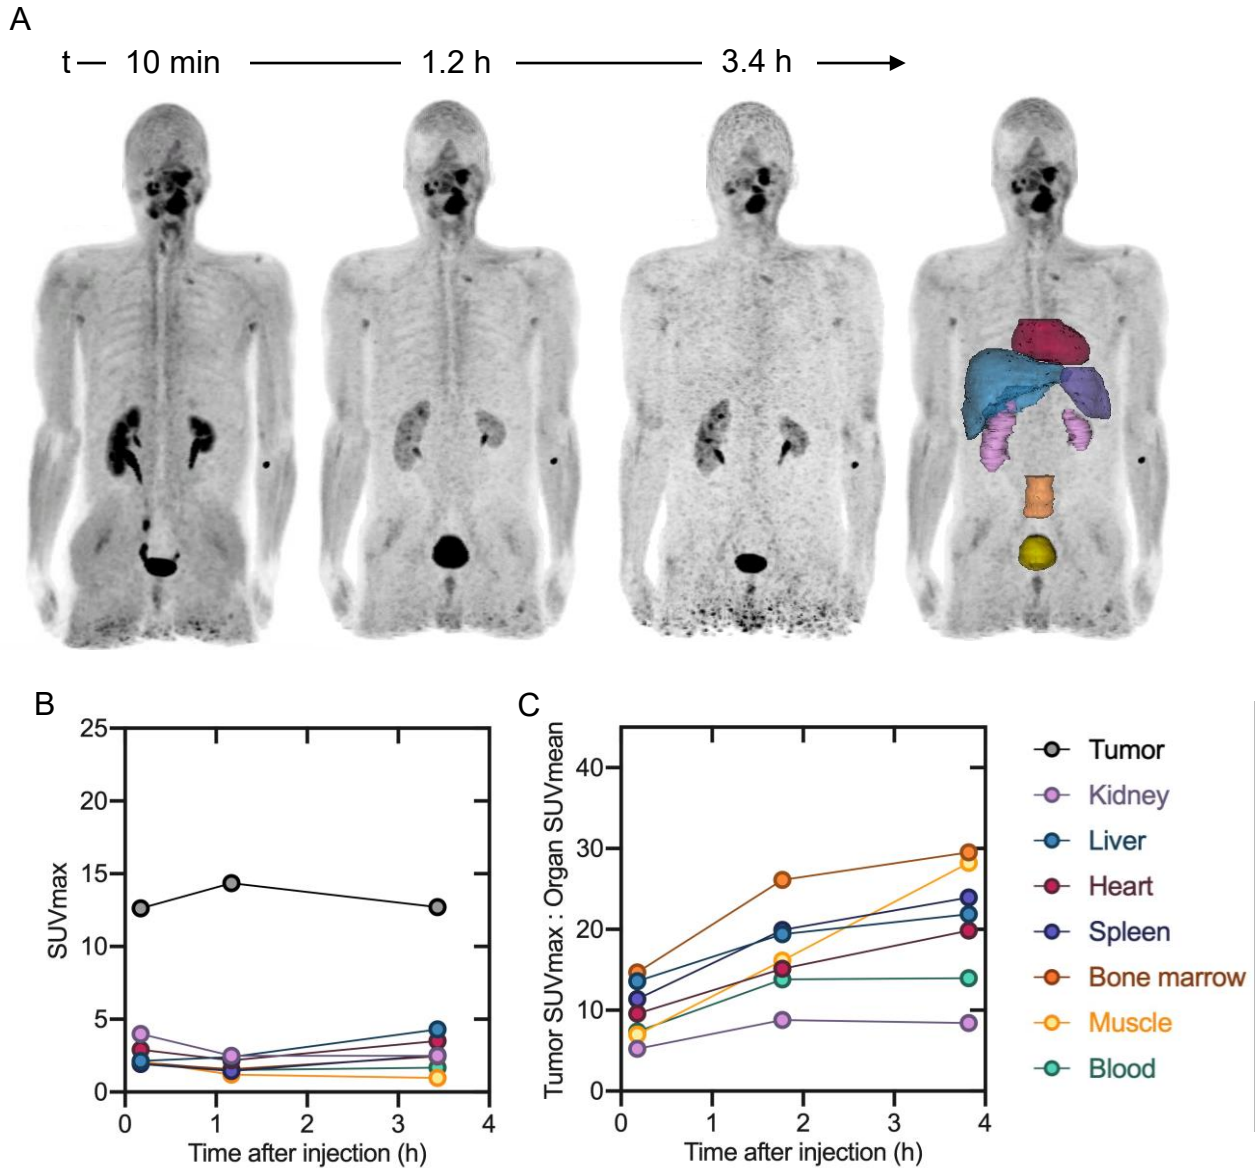 A
t 10 min 1.2 h 3.4 h
B
25
20
15
10
5
0
SUVmax
0 1 2 3 4
Time after injection (h)
C
40
30
20
10
0
Tumor SUVmax : Organ SUVmean
0 1 2 3 4
Time after injection (h)
Tumor
Kidney
Liver
Heart
Spleen
Bone marrow
Muscle
Blood